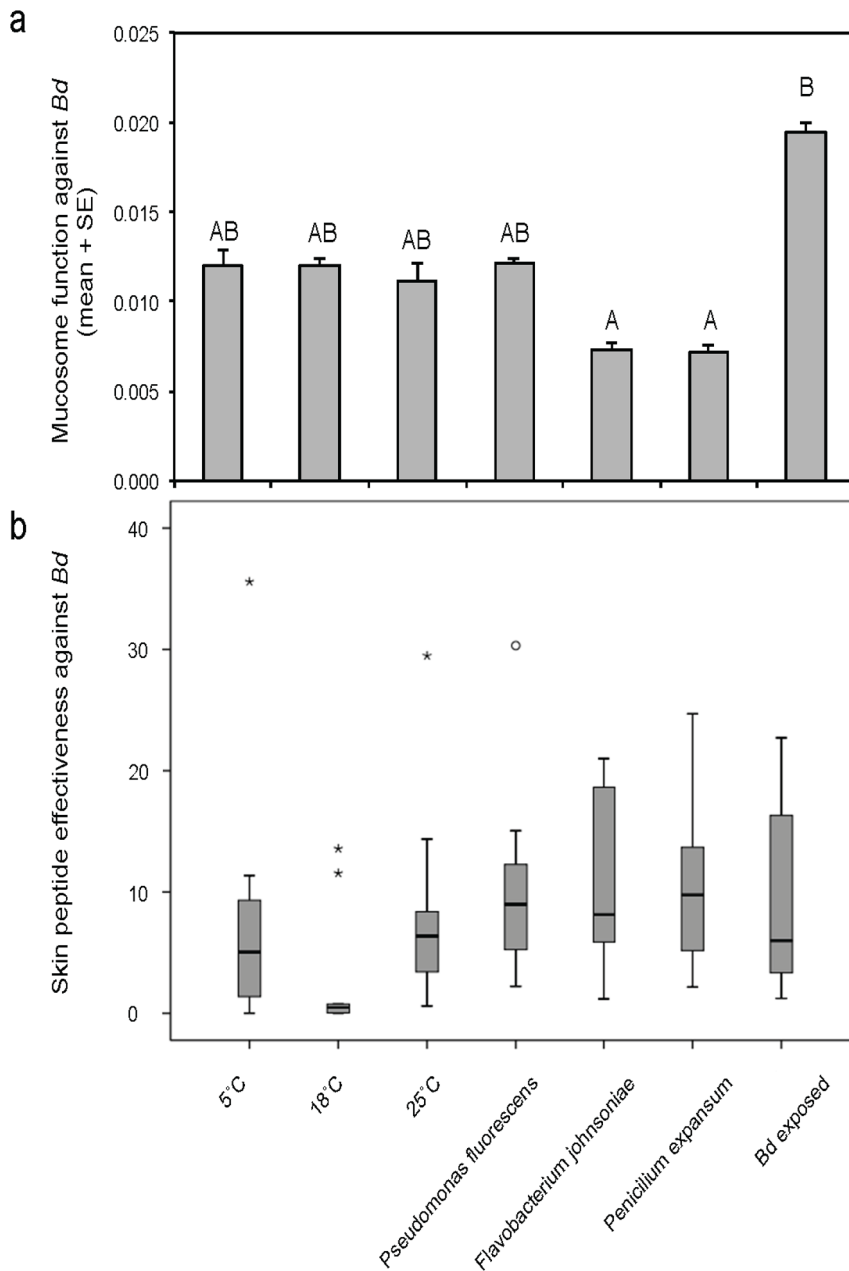 a
Mucosome function against Bd
(mean + SE)
0.025
0.020
0.015
0.010
0.005
0.000
AB
AB
AB
AB
A
A
B
b
Skin peptide effectiveness against Bd
40
30
20
10
0
5°C
18°C
25°C
Pseudomonas fluorescens
Flavobacterium johnsoniae
Penicilium expansum
Bd exposed